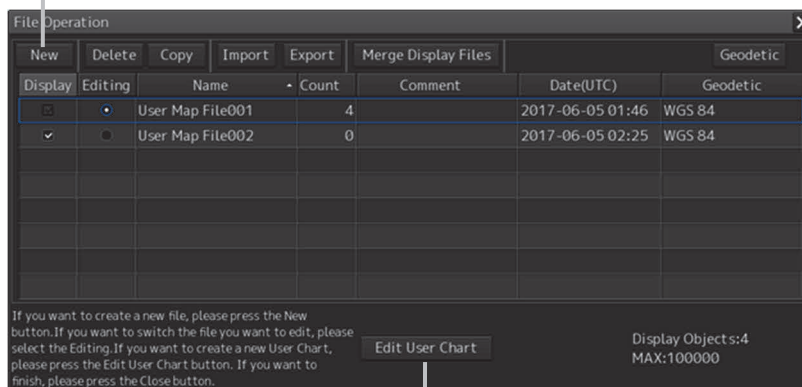 File Operation
New Delete Copy Import Export Merge Display Files Geodetic
Display Editing Name Count Comment Date(UTC) Geodetic
User Map File001 4 2017-06-05 01:46 WGS 84
User Map File002 0 2017-06-05 02:25 WGS 84
If you want to create a new file, please press the New
button.If you want to switch the file you want to edit, please
select the Editing.If you want to create a new User Chart,
please press the Edit User Chart button. If you want to
finish, please press the Close button.
Edit User Chart
Display Objects:4
MAX:100000